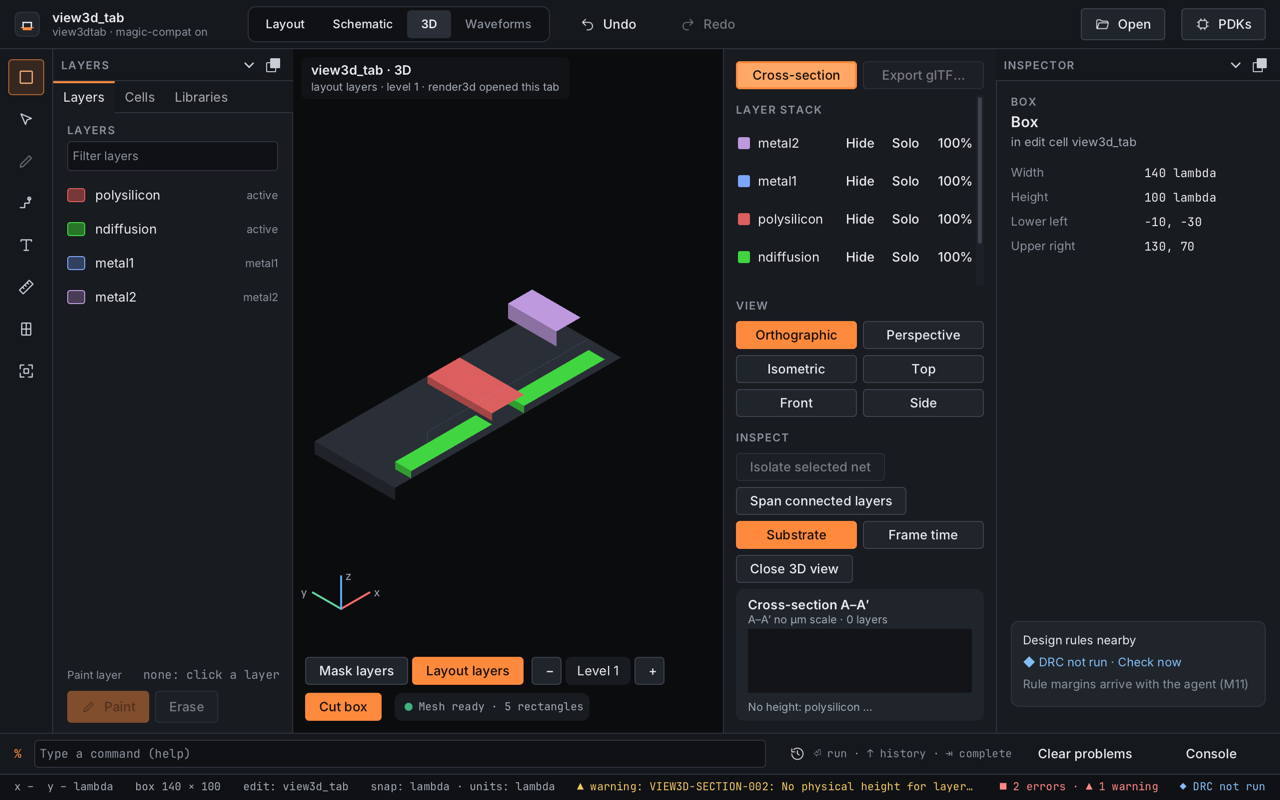 view3d_tab
view3dtab · magic-compat on
Layout Schematic 3D Waveforms
Undo Redo
Open PDKs
LAYERS
Layers Cells Libraries
LAYERS
Filter layers
polysilicon active
ndiffusion active
metal1 metal1
metal2 metal2
Paint layer none: click a layer
Paint Erase
view3d_tab · 3D
layout layers · level 1 · render3d opened this tab
z
y x
Mask layers Layout layers − Level 1 +
Cut box Mesh ready · 5 rectangles
Cross-section Export glTF...
LAYER STACK
metal2 Hide Solo 100%
metal1 Hide Solo 100%
polysilicon Hide Solo 100%
ndiffusion Hide Solo 100%
VIEW
Orthographic Perspective
Isometric Top
Front Side
INSPECT
Isolate selected net
Span connected layers
Substrate Frame time
Close 3D view
Cross-section A–A′
A–A′ no µm scale · 0 layers
No height: polysilicon ...
INSPECTOR
BOX
Box
in edit cell view3d_tab
Width 140 lambda
Height 100 lambda
Lower left -10, -30
Upper right 130, 70
Design rules nearby
◆ DRC not run · Check now
Rule margins arrive with the agent (M11)
% Type a command (help)
⏎ run · ↑ history · ⇥ complete
Clear problems Console
x – y – lambda box 140 × 100 edit: view3d_tab snap: lambda · units: lambda ▲ warning: VIEW3D-SECTION-002: No physical height for layer… ■ 2 errors · ▲ 1 warning ◆ DRC not run